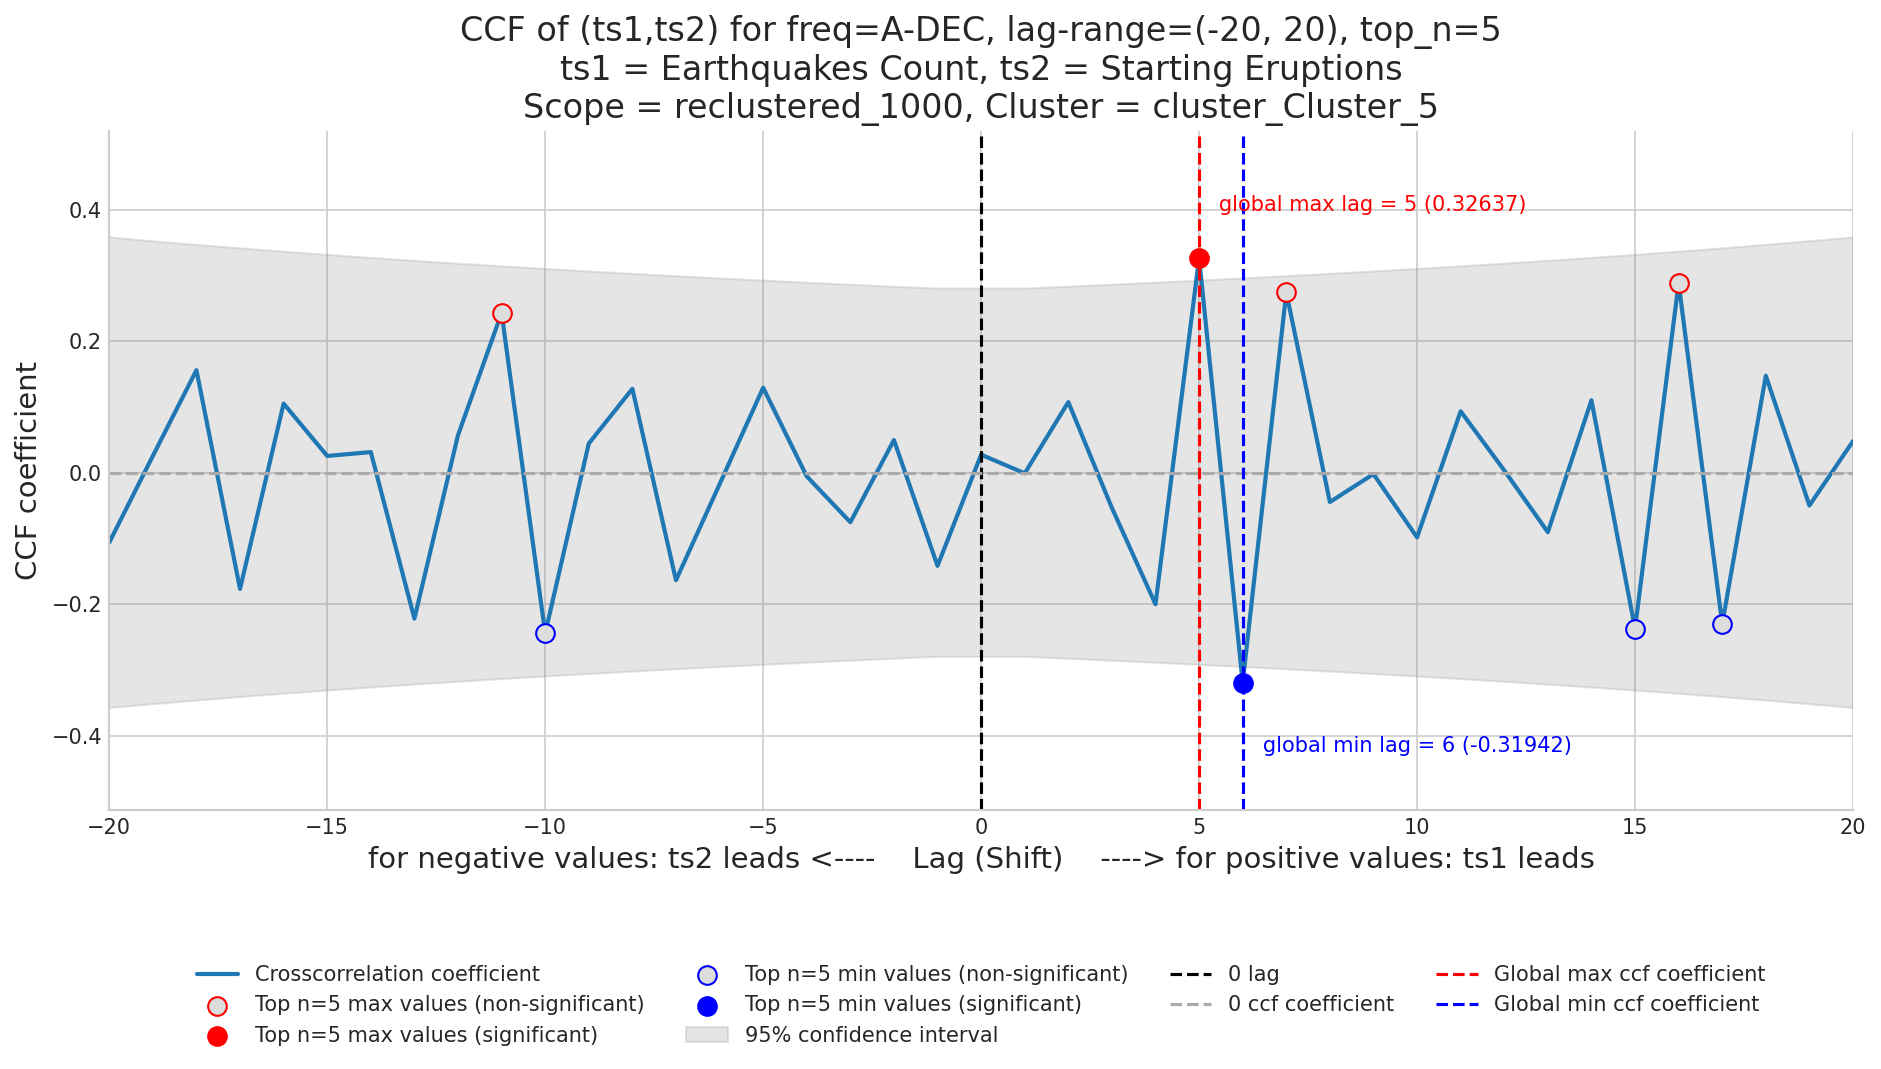 CCF of (ts1,ts2) for freq=A-DEC, lag-range=(-20, 20), top_n=5
ts1 = Earthquakes Count, ts2 = Starting Eruptions
Scope = reclustered_1000, Cluster = cluster_Cluster_5
CCF coefficient
0.4
0.2
0.0
−0.2
−0.4
global max lag = 5 (0.32637)
global min lag = 6 (-0.31942)
−20 −15 −10 −5 0 5 10 15 20
for negative values: ts2 leads <---- Lag (Shift) ----> for positive values: ts1 leads
Crosscorrelation coefficient
Top n=5 max values (non-significant)
Top n=5 max values (significant)
Top n=5 min values (non-significant)
Top n=5 min values (significant)
95% confidence interval
0 lag
0 ccf coefficient
Global max ccf coefficient
Global min ccf coefficient